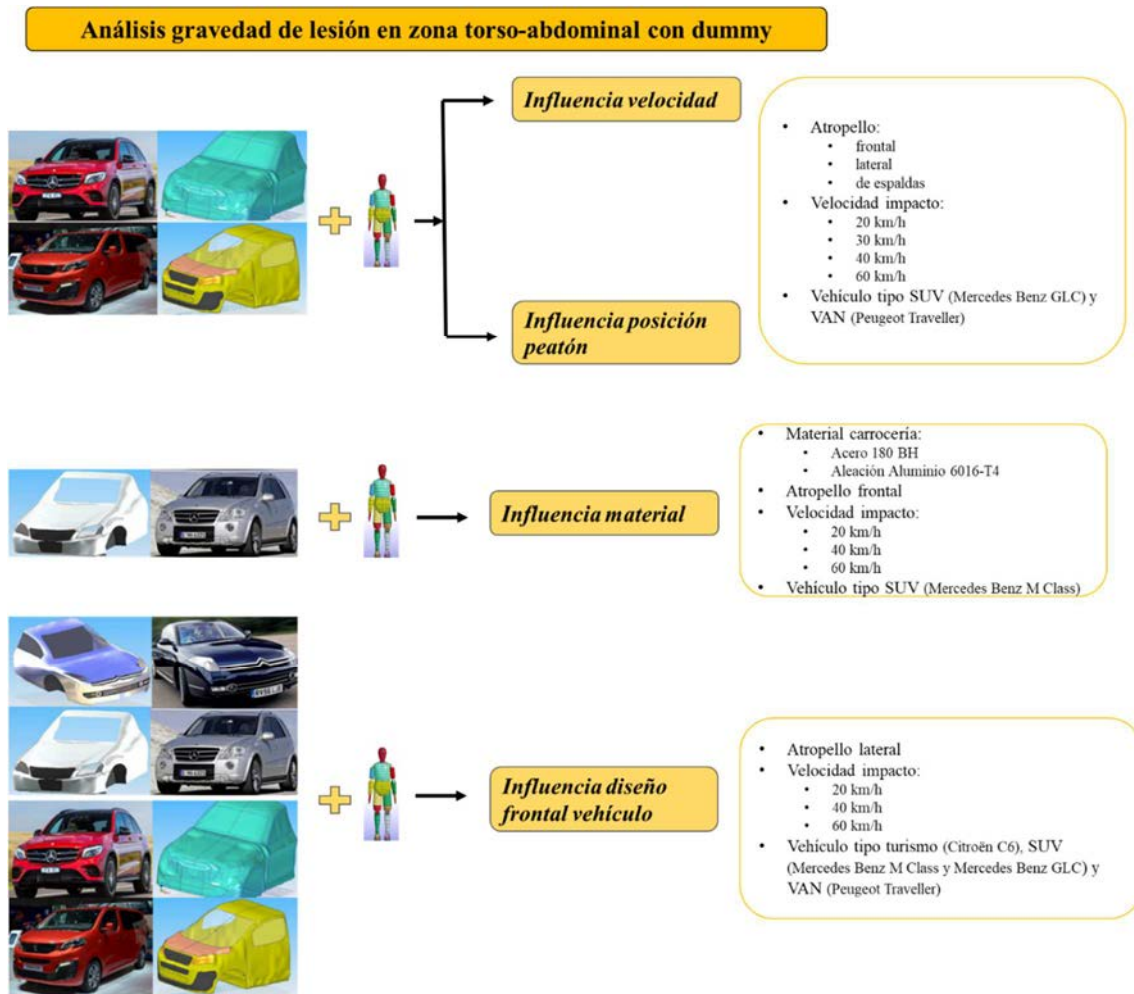 Análisis gravedad de lesión en zona torso-abdominal con dummy
Influencia velocidad
Influencia posición
peatón
• Atropello:
• frontal
• lateral
• de espaldas
• Velocidad impacto:
• 20 km/h
• 30 km/h
• 40 km/h
• 60 km/h
• Vehículo tipo SUV (Mercedes Benz GLC) y
VAN (Peugeot Traveller)
Influencia material
• Material carrocería:
• Acero 180 BH
• Aleación Aluminio 6016-T4
• Atropello frontal
• Velocidad impacto:
• 20 km/h
• 40 km/h
• 60 km/h
• Vehículo tipo SUV (Mercedes Benz M Class)
Influencia diseño
frontal vehículo
• Atropello lateral
• Velocidad impacto:
• 20 km/h
• 40 km/h
• 60 km/h
• Vehículo tipo turismo (Citroën C6), SUV
(Mercedes Benz M Class y Mercedes Benz GLC) y
VAN (Peugeot Traveller)